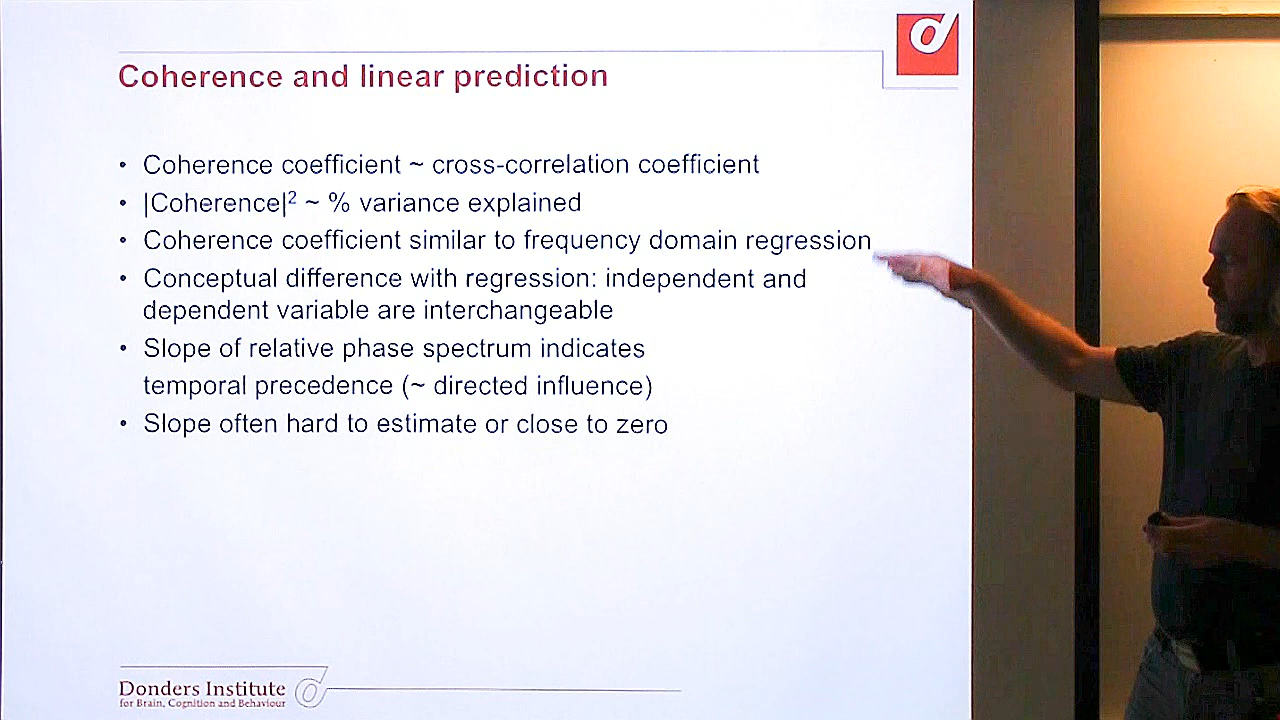 Coherence and linear prediction
• Coherence coefficient ~ cross-correlation coefficient
• |Coherence|² ~ % variance explained
• Coherence coefficient similar to frequency domain regression
• Conceptual difference with regression: independent and
dependent variable are interchangeable
• Slope of relative phase spectrum indicates
temporal precedence (~ directed influence)
• Slope often hard to estimate or close to zero
Donders Institute
for Brain, Cognition and Behaviour